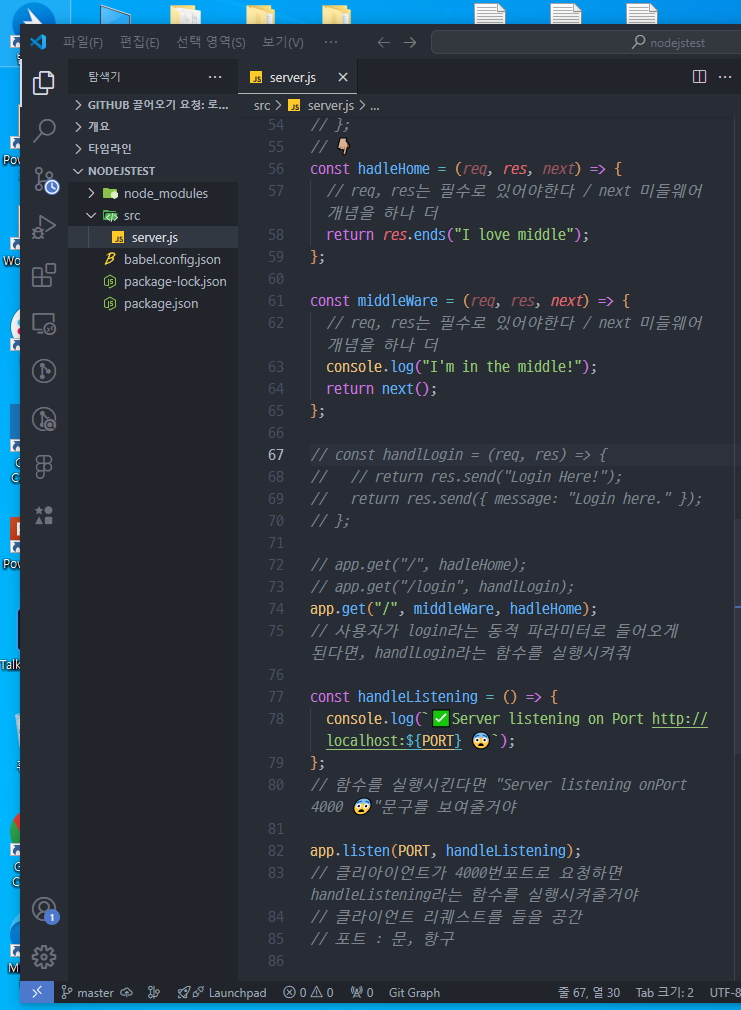 파일(F) 편집(E) 선택 영역(S) 보기(V) ··· nodejstest
탐색기 ···
GITHUB 끌어오기 요청: 로...
개요
타임라인
NODEJSTEST
node_modules
src
server.js
babel.config.json
package-lock.json
package.json
server.js
src > server.js > ...
54 // };
55 // 👇🏽
56 const hadleHome = (req, res, next) => {
57 // req, res는 필수로 있어야한다 / next 미들웨어
개념을 하나 더
58 return res.ends("I love middle");
59 };
60
61 const middleWare = (req, res, next) => {
62 // req, res는 필수로 있어야한다 / next 미들웨어
개념을 하나 더
63 console.log("I'm in the middle!");
64 return next();
65 };
66
67 // const handlLogin = (req, res) => {
68 // // return res.send("Login Here!");
69 // return res.send({ message: "Login here." });
70 // };
71
72 // app.get("/", hadleHome);
73 // app.get("/login", handlLogin);
74 app.get("/", middleWare, hadleHome);
75 // 사용자가 login라는 동적 파라미터로 들어오게
된다면, handlLogin라는 함수를 실행시켜줘
76
77 const handleListening = () => {
78 console.log(`✅Server listening on Port http://
localhost:${PORT} 😨`);
79 };
80 // 함수를 실행시킨다면 "Server listening onPort
4000 😨"문구를 보여줄거야
81
82 app.listen(PORT, handleListening);
83 // 클리아이언트가 4000번포트로 요청하면
handleListening라는 함수를 실행시켜줄거야
84 // 클라이언트 리퀘스트를 들을 공간
85 // 포트 : 문, 항구
86
1
master Launchpad 0 0 0 Git Graph 줄 67, 열 30 Tab 크기: 2 UTF-8